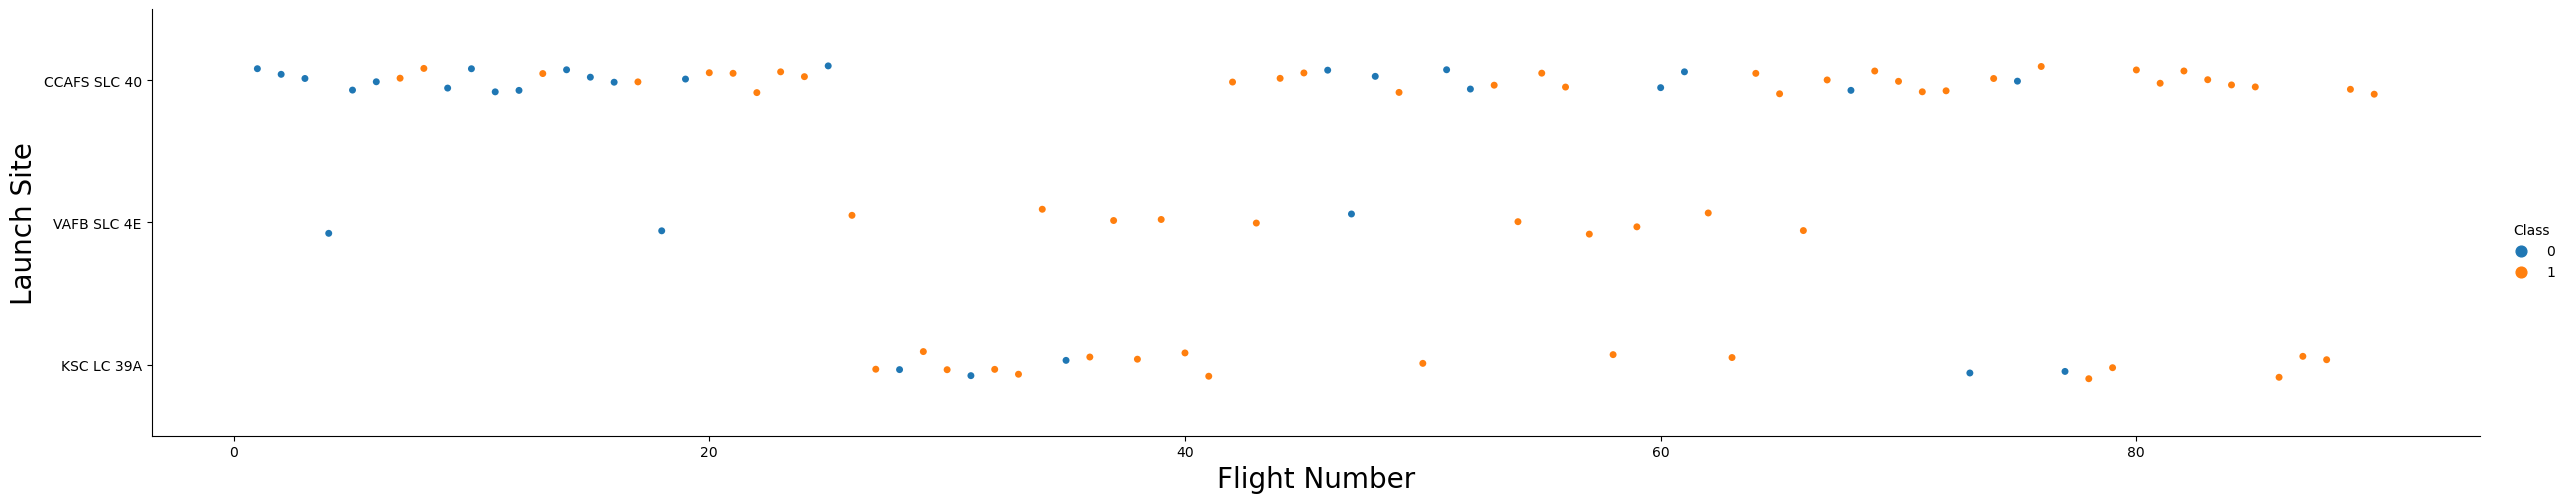 CCAFS SLC 40
VAFB SLC 4E
KSC LC 39A
Launch Site
0 20 40 60 80
Flight Number
Class
0
1